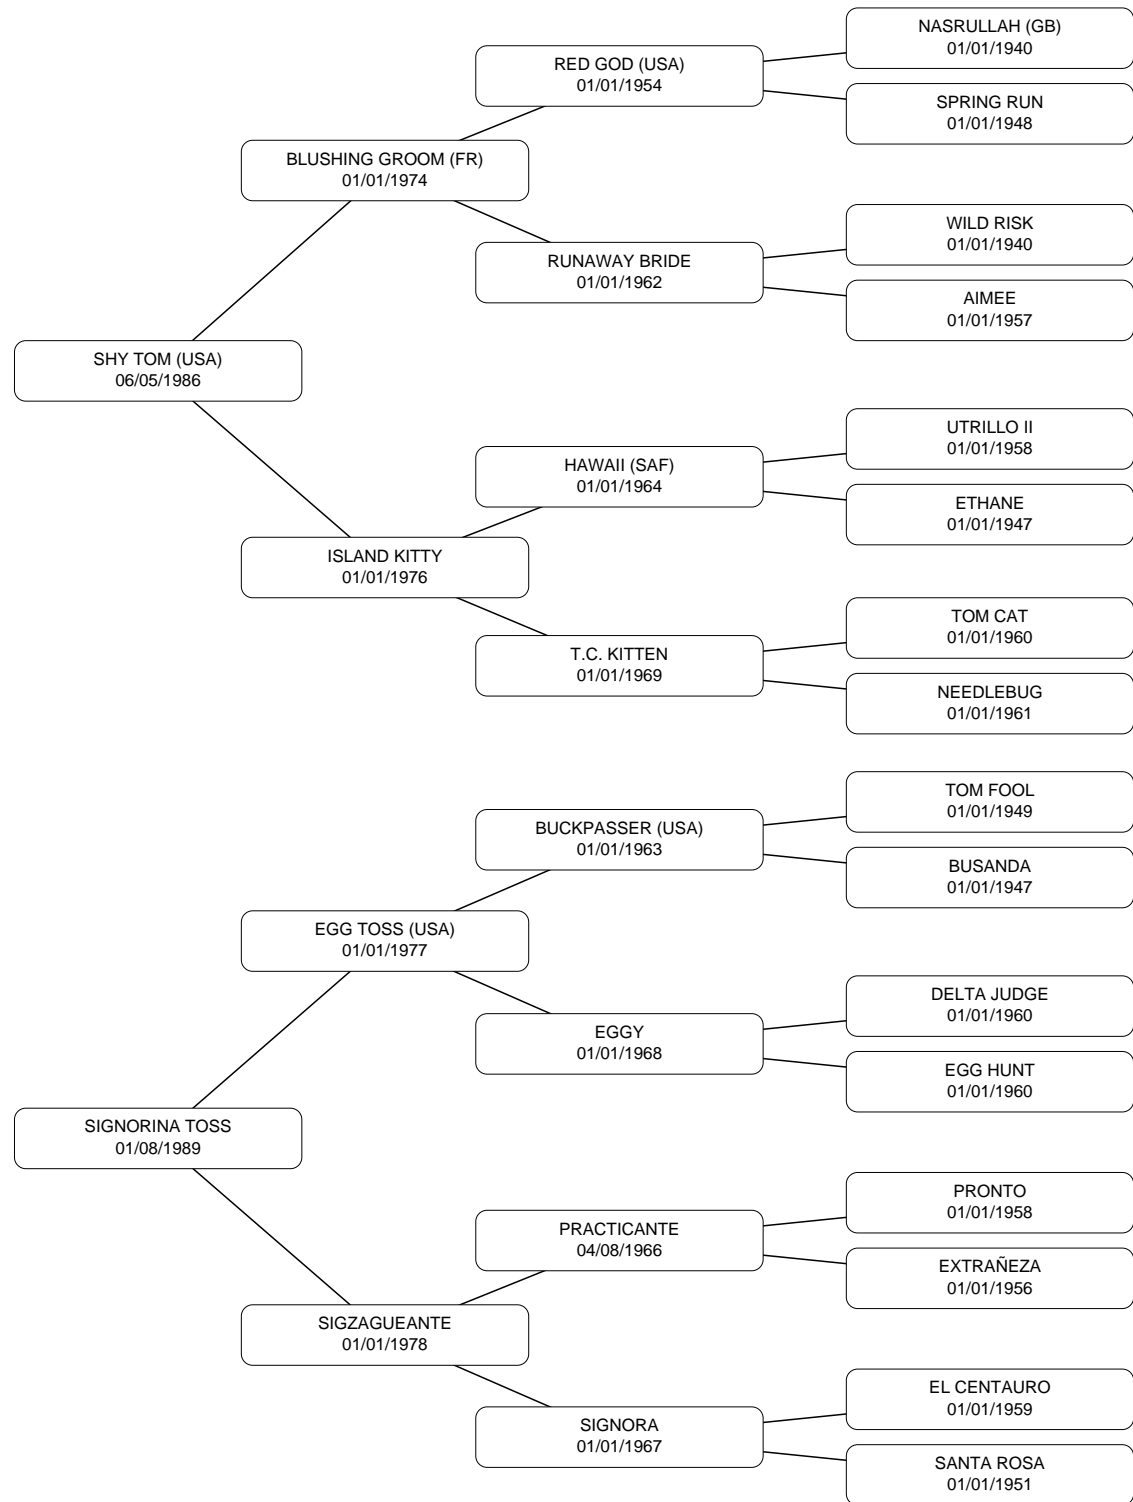 NASRULLAH (GB)
01/01/1940
RED GOD (USA)
01/01/1954
SPRING RUN
01/01/1948
BLUSHING GROOM (FR)
01/01/1974
WILD RISK
01/01/1940
RUNAWAY BRIDE
01/01/1962
AIMEE
01/01/1957
SHY TOM (USA)
06/05/1986
UTRILLO II
01/01/1958
HAWAII (SAF)
01/01/1964
ETHANE
01/01/1947
ISLAND KITTY
01/01/1976
TOM CAT
01/01/1960
T.C. KITTEN
01/01/1969
NEEDLEBUG
01/01/1961
TOM FOOL
01/01/1949
BUCKPASSER (USA)
01/01/1963
BUSANDA
01/01/1947
EGG TOSS (USA)
01/01/1977
DELTA JUDGE
01/01/1960
EGGY
01/01/1968
EGG HUNT
01/01/1960
SIGNORINA TOSS
01/08/1989
PRONTO
01/01/1958
PRACTICANTE
04/08/1966
EXTRAÑEZA
01/01/1956
SIGZAGUEANTE
01/01/1978
EL CENTAURO
01/01/1959
SIGNORA
01/01/1967
SANTA ROSA
01/01/1951